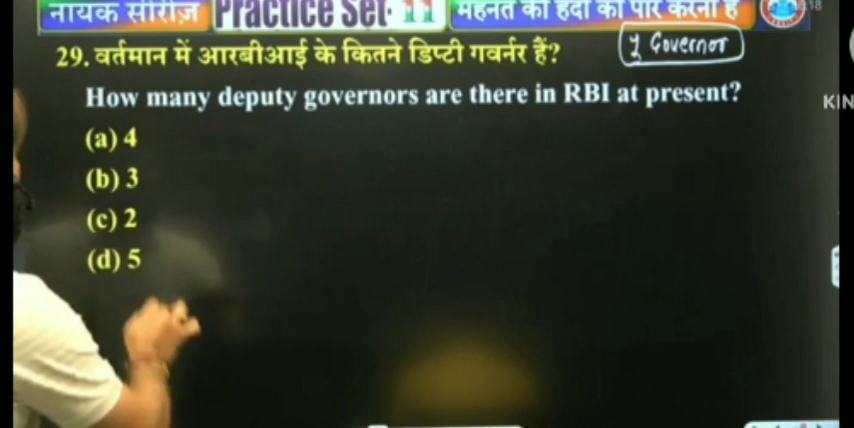 नायक सीरीज़ Practice Set 11 मेहनत की हदों को पार करना है
29. वर्तमान में आरबीआई के कितने डिप्टी गवर्नर हैं?
Governor
How many deputy governors are there in RBI at present?
KIN
(a) 4
(b) 3
(c) 2
(d) 5